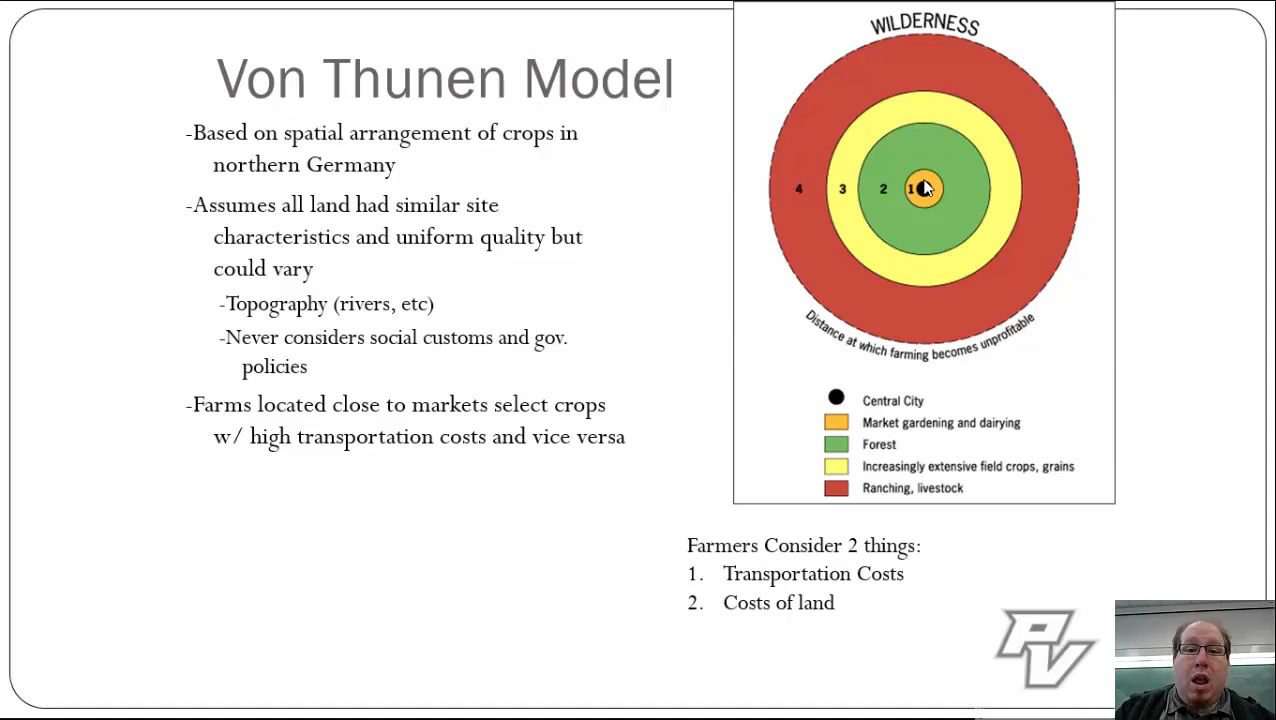 Von Thunen Model
-Based on spatial arrangement of crops in
northern Germany
-Assumes all land had similar site
characteristics and uniform quality but
could vary
-Topography (rivers, etc)
-Never considers social customs and gov.
policies
-Farms located close to markets select crops
w/ high transportation costs and vice versa
WILDERNESS
4 3 2 1
Distance at which farming becomes unprofitable
Central City
Market gardening and dairying
Forest
Increasingly extensive field crops, grains
Ranching, livestock
Farmers Consider 2 things:
1. Transportation Costs
2. Costs of land
PV